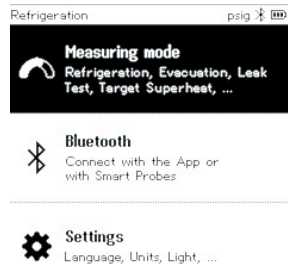 Refrigeration psig
Measuring mode
Refrigeration, Evacuation, Leak
Test, Target Superheat, ...
Bluetooth
Connect with the App or
with Smart Probes
Settings
Language, Units, Light, ...